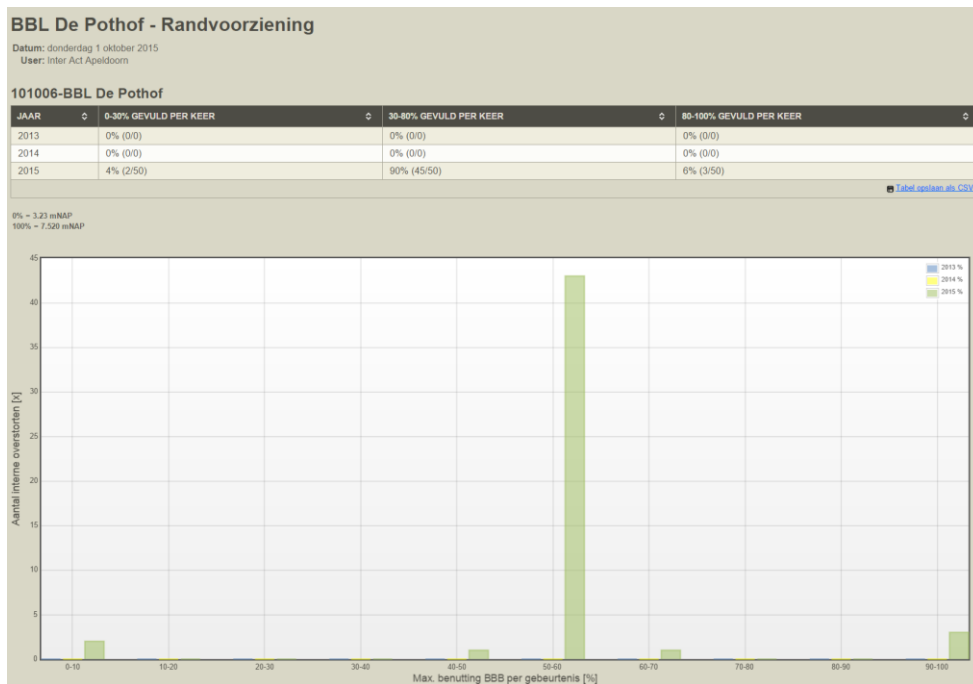 BBL De Pothof - Randvoorziening
Datum: donderdag 1 oktober 2015
User: Inter Act Apeldoorn
101006-BBL De Pothof
JAAR 0-30% GEVULD PER KEER 30-80% GEVULD PER KEER 80-100% GEVULD PER KEER
2013 0% (0/0) 0% (0/0) 0% (0/0)
2014 0% (0/0) 0% (0/0) 0% (0/0)
2015 4% (2/50) 90% (45/50) 6% (3/50)
Tabel opslaan als CSV
0% = 3.23 mNAP
100% = 7.520 mNAP
2013 %
2014 %
2015 %
45
40
35
30
25
20
15
10
5
0
Aantal interne overstorten [x]
0-10 10-20 20-30 30-40 40-50 50-60 60-70 70-80 80-90 90-100
Max. benutting BBB per gebeurtenis [%]